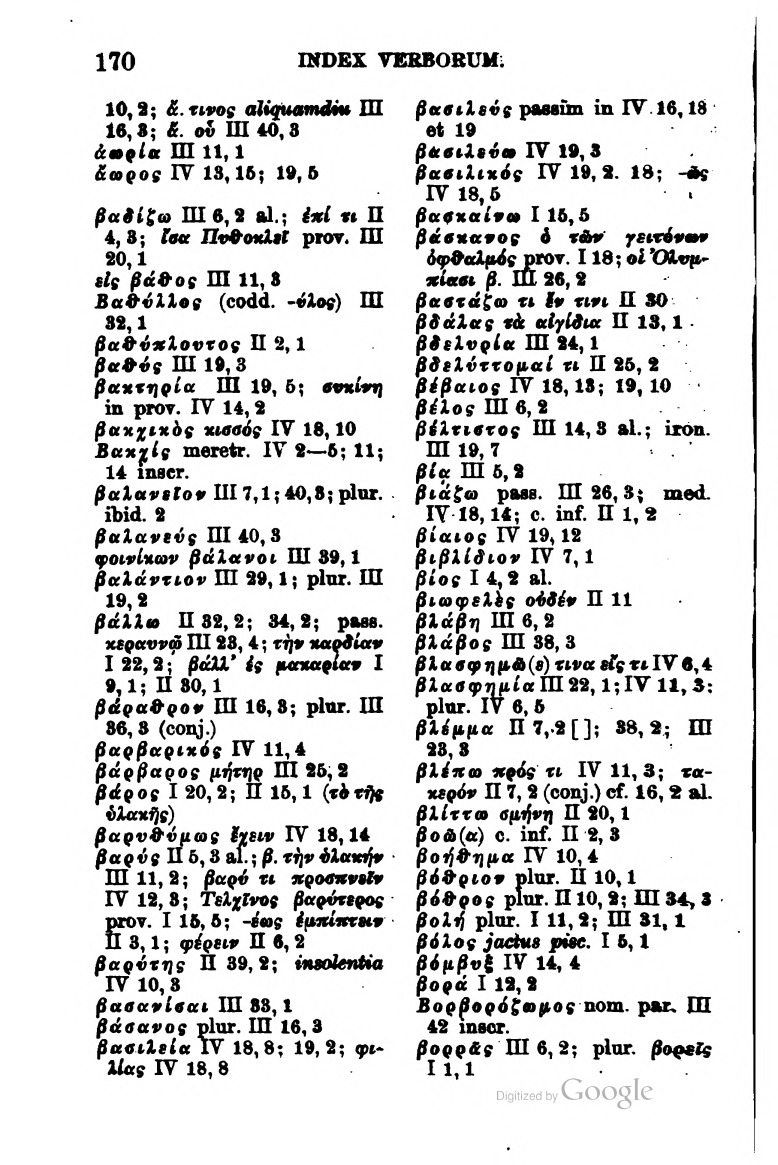 170 INDEX VERBORUM.
10, 2; ἄ. τινος aliquamdiu III
16, 3; ἄ. οὗ III 40, 3
ἀωρία III 11, 1
ἄωρος IV 13, 15; 19, 5
βαδίζω III 6, 2 al.; ἐπί τι II
4, 3; ἴσα Πυθοκλεῖ prov. III
20, 1
εἰς βάθος III 11, 3
Βαθύλλος (codd. -ύλος) III
32, 1
βαθύπλουτος II 2, 1
βαθύς III 19, 3
βακτηρία III 19, 5; συκίνη
in prov. IV 14, 2
βακχικὸς κισσός IV 18, 10
Βακχίς meretr. IV 2—5; 11;
14 inscr.
βαλανεῖον III 7, 1; 40, 3; plur.
ibid. 2
βαλανεύς III 40, 3
φοινίκων βάλανοι III 39, 1
βαλάντιον III 29, 1; plur. III
19, 2
βάλλω II 32, 2; 34, 2; pass.
κεραυνῷ III 23, 4; τὴν καρδίαν
I 22, 2; βάλλ’ ἐς μακαρίαν I
9, 1; II 30, 1
βάραθρον III 16, 3; plur. III
36, 3 (conj.)
βαρβαρικός IV 11, 4
βάρβαρος μήτηρ III 25, 2
βάρος I 20, 2; II 15, 1 (τὸ τῆς
ὑλακῆς)
βαρυθύμως ἔχειν IV 18, 14
βαρύς II 5, 3 al.; β. τὴν ὑλακήν
III 11, 2; βαρύ τι προσπνεῖν
IV 12, 3; Τελχῖνος βαρύτερος
prov. I 15, 5; -έως ἐμπίπτειν
II 3, 1; φέρειν II 6, 2
βαρύτης II 39, 2; insolentia
IV 10, 3
βασανίσαι III 33, 1
βάσανος plur. III 16, 3
βασιλεία IV 18, 8; 19, 2; φι-
λίας IV 18, 8
βασιλεύς passim in IV 16, 18
et 19
βασιλεύω IV 19, 3
βασιλικός IV 19, 2. 18; -ῶς
IV 18, 5
βασκαίνω I 15, 5
βάσκανος ὁ τῶν γειτόνων
ὀφθαλμός prov. I 18; οἱ Ὀλυμ-
πίασι β. III 26, 2
βαστάζω τι ἔν τινι II 30
βδάλας τὰ αἰγίδια II 13, 1
βδελυρία III 24, 1
βδελύττομαί τι II 25, 2
βέβαιος IV 18, 13; 19, 10
βέλος III 6, 2
βέλτιστος III 14, 3 al.; iron.
III 19, 7
βίᾳ III 5, 2
βιάζω pass. III 26, 3; med.
IV 18, 14; c. inf. II 1, 2
βίαιος IV 19, 12
βιβλίδιον IV 7, 1
βίος I 4, 2 al.
βιωφελὲς οὐδέν II 11
βλάβη III 6, 2
βλάβος III 38, 3
βλασφημῶ(ε) τινα εἴς τι IV 6, 4
βλασφημία III 22, 1; IV 11, 3:
plur. IV 6, 5
βλέμμα II 7, 2 [ ]; 38, 2; III
23, 3
βλέπω πρός τι IV 11, 3; τα-
κερόν II 7, 2 (conj.) cf. 16, 2 al.
βλίττω σμήνη II 20, 1
βοῶ(α) c. inf. II 2, 3
βοήθημα IV 10, 4
βόθριον plur. II 10, 1
βόθρος plur. II 10, 2; III 34, 3
βολή plur. I 11, 2; III 31, 1
βόλος jactus pisc. I 5, 1
βόμβυξ IV 14, 4
βορά I 12, 2
Βορβορόζωμος nom. par. III
42 inscr.
βορρᾶς III 6, 2; plur. βορεῖς
I 1, 1
Digitized by Google